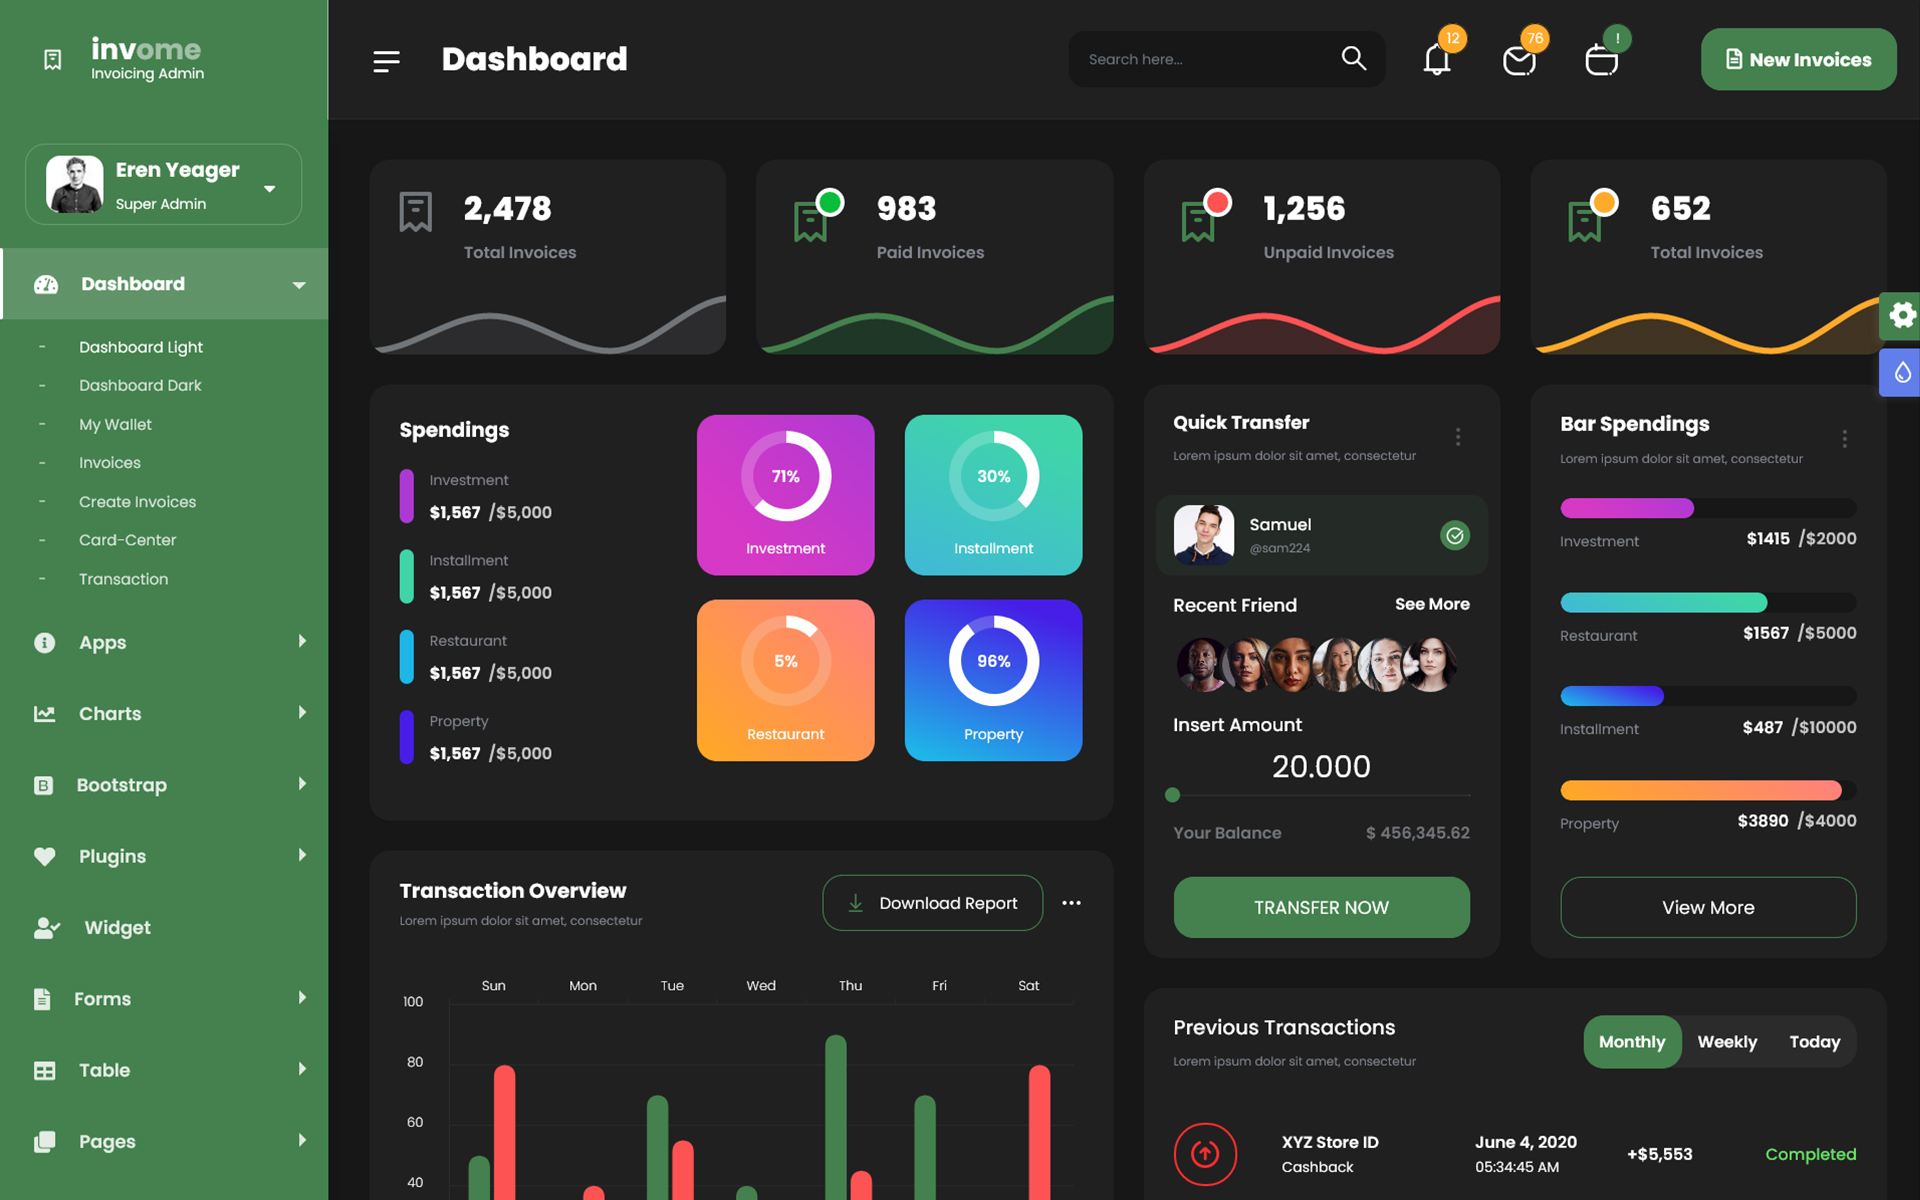 invome
Invoicing Admin
Dashboard
Search here...
12
76
!
New Invoices
Eren Yeager
Super Admin
Dashboard
Dashboard Light
Dashboard Dark
My Wallet
Invoices
Create Invoices
Card-Center
Transaction
Apps
Charts
B
Bootstrap
Plugins
Widget
Forms
Table
Pages
2,478
Total Invoices
983
Paid Invoices
1,256
Unpaid Invoices
652
Total Invoices
Spendings
Investment
$1,567 /$5,000
Installment
$1,567 /$5,000
Restaurant
$1,567 /$5,000
Property
$1,567 /$5,000
71%
Investment
30%
Installment
5%
Restaurant
96%
Property
Quick Transfer
Lorem ipsum dolor sit amet, consectetur
Samuel
@sam224
Recent Friend
See More
Insert Amount
20.000
Your Balance
$ 456,345.62
TRANSFER NOW
Bar Spendings
Lorem ipsum dolor sit amet, consectetur
Investment
$1415 /$2000
Restaurant
$1567 /$5000
Installment
$487 /$10000
Property
$3890 /$4000
View More
Transaction Overview
Lorem ipsum dolor sit amet, consectetur
Download Report
Sun Mon Tue Wed Thu Fri Sat
100
80
60
40
Previous Transactions
Lorem ipsum dolor sit amet, consectetur
Monthly
Weekly
Today
XYZ Store ID
Cashback
June 4, 2020
05:34:45 AM
+$5,553
Completed